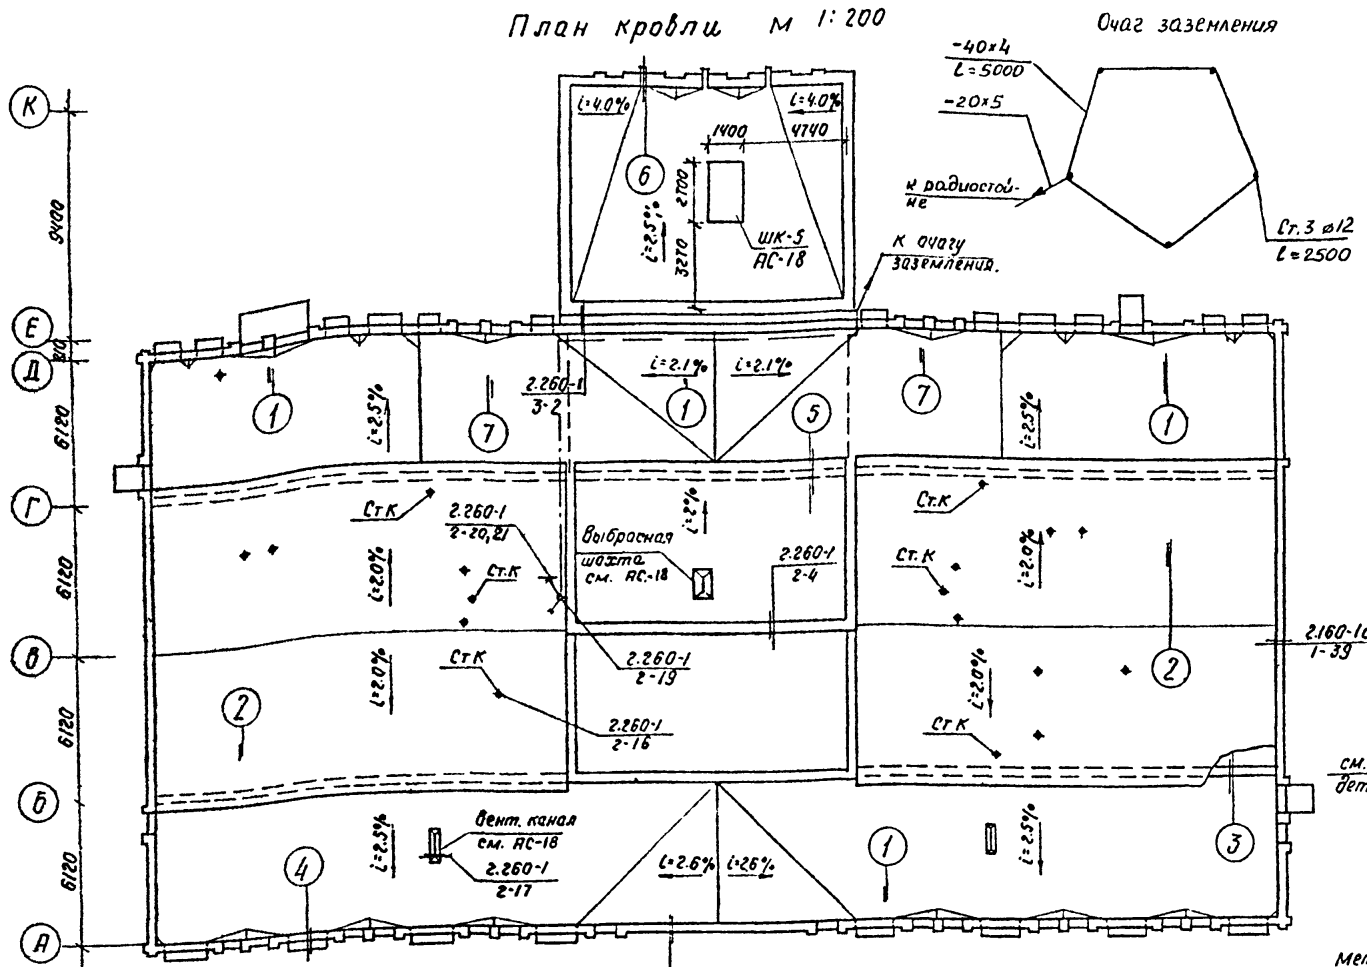 План кровли м 1:200
Очаг заземления
-40×4
ℓ=5000
-20×5
к радиостой-
ке
Ст.3 ⌀12
ℓ=2500
К
i=4.0%
i=4.0%
1400
4740
6
2700
9400
i=2.5%
3270
ШК-5
АС-18
К очагу
заземления.
Е
Д
1
7
2.260-1
3-2
i=2.1%
i=2.1%
1
5
7
1
i=2.5%
i=2.5%
6120
Г
Ст К
2.260-1
2-20,21
i=2%
Ст.К
Выбросная
шахта
см. АС-18
2.260-1
2-4
6120
i=2.0%
Ст.К
Ст.К
i=2.0%
В
Ст К
2.260-1
2-19
2
1-39
i=2.0%
i=2.0%
2
6120
2.260-1
2-16
Ст К
см.
дет
Б
Вент. канал
см. АС-18
2.260-1
2-17
i=2.5%
4
i=2.6%
i=2.6%
1
i=2.5%
3
6120
А